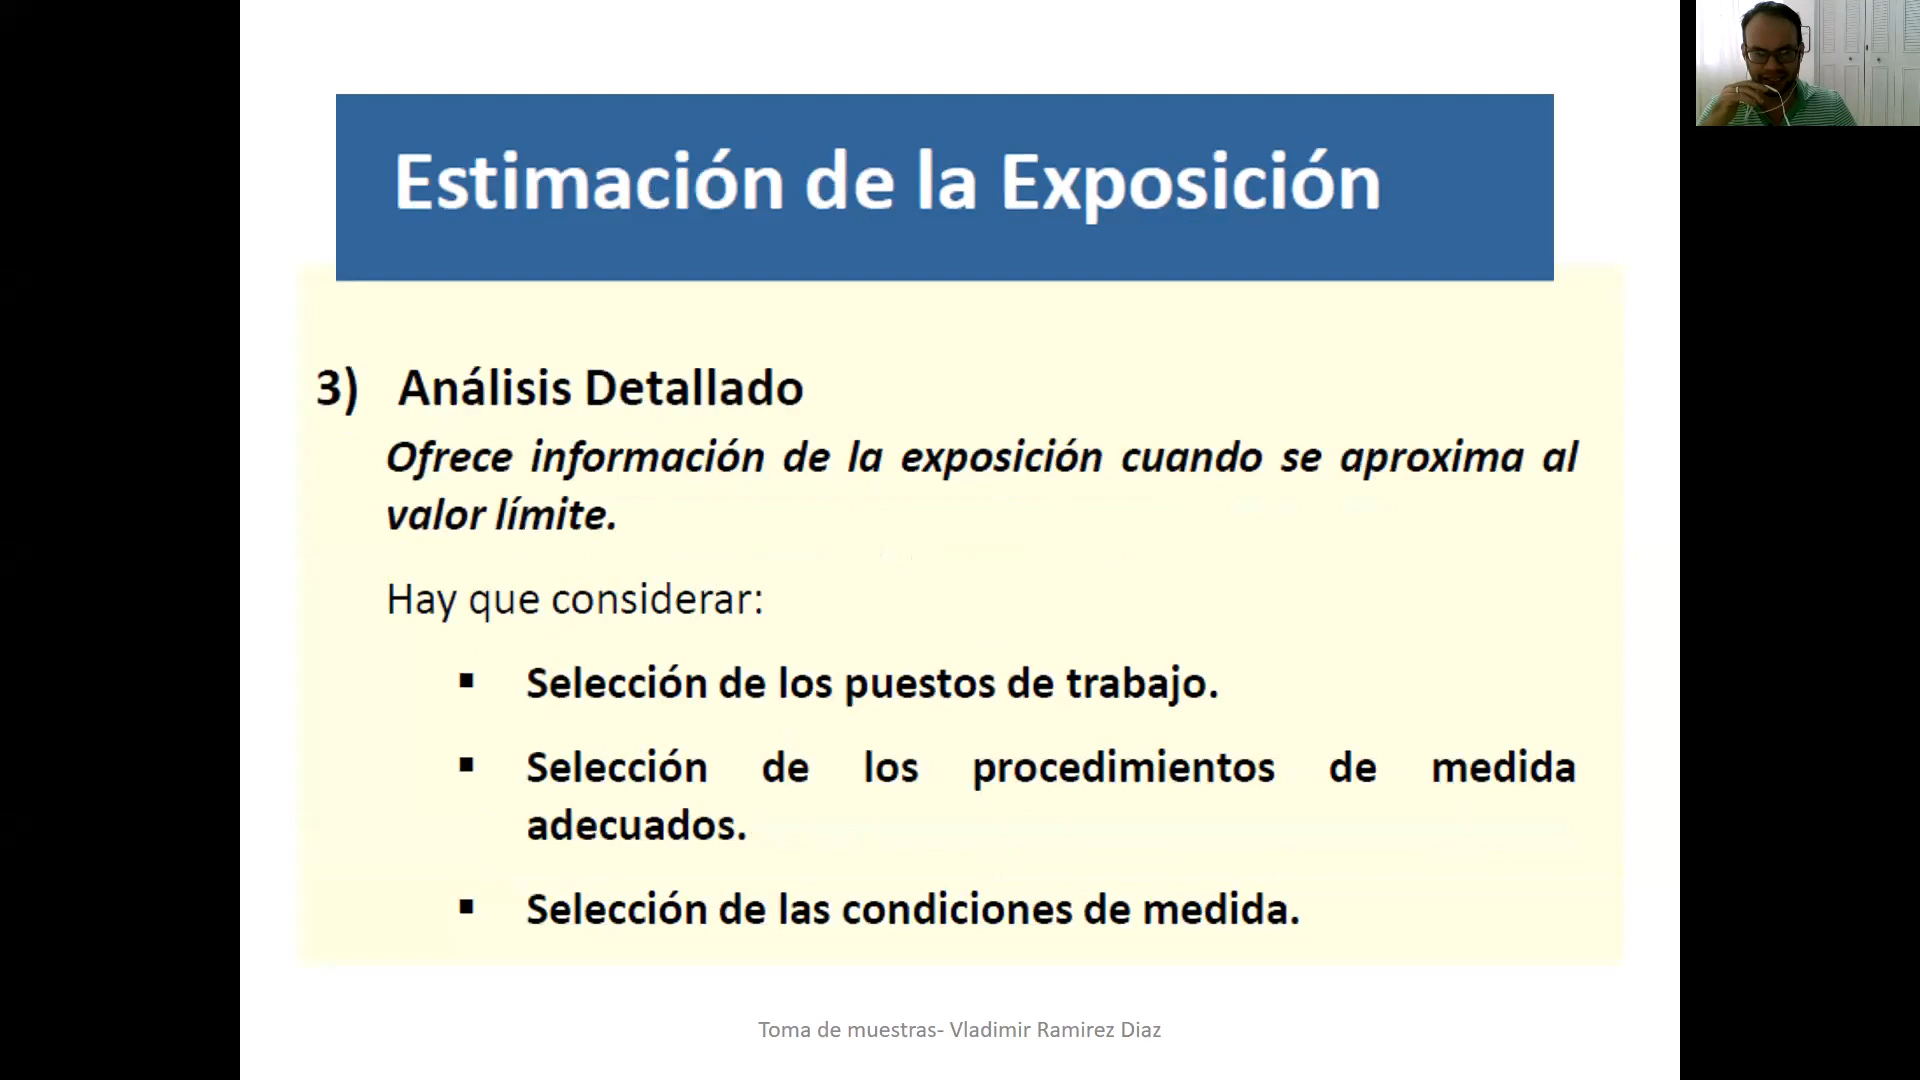 Estimación de la Exposición
3) Análisis Detallado
Ofrece información de la exposición cuando se aproxima al
valor límite.
Hay que considerar:
▪ Selección de los puestos de trabajo.
▪ Selección de los procedimientos de medida
adecuados.
▪ Selección de las condiciones de medida.
Toma de muestras- Vladimir Ramirez Diaz